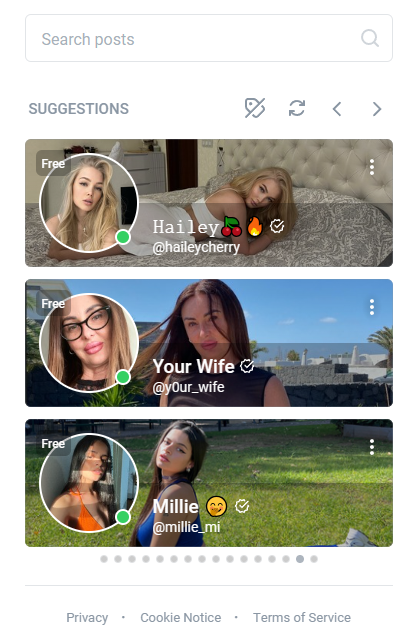 Search posts
SUGGESTIONS
Free
Hailey🍒🔥
@haileycherry
Free
Your Wife
@y0ur_wife
Free
Millie 🤭
@millie_mi
Privacy · Cookie Notice · Terms of Service